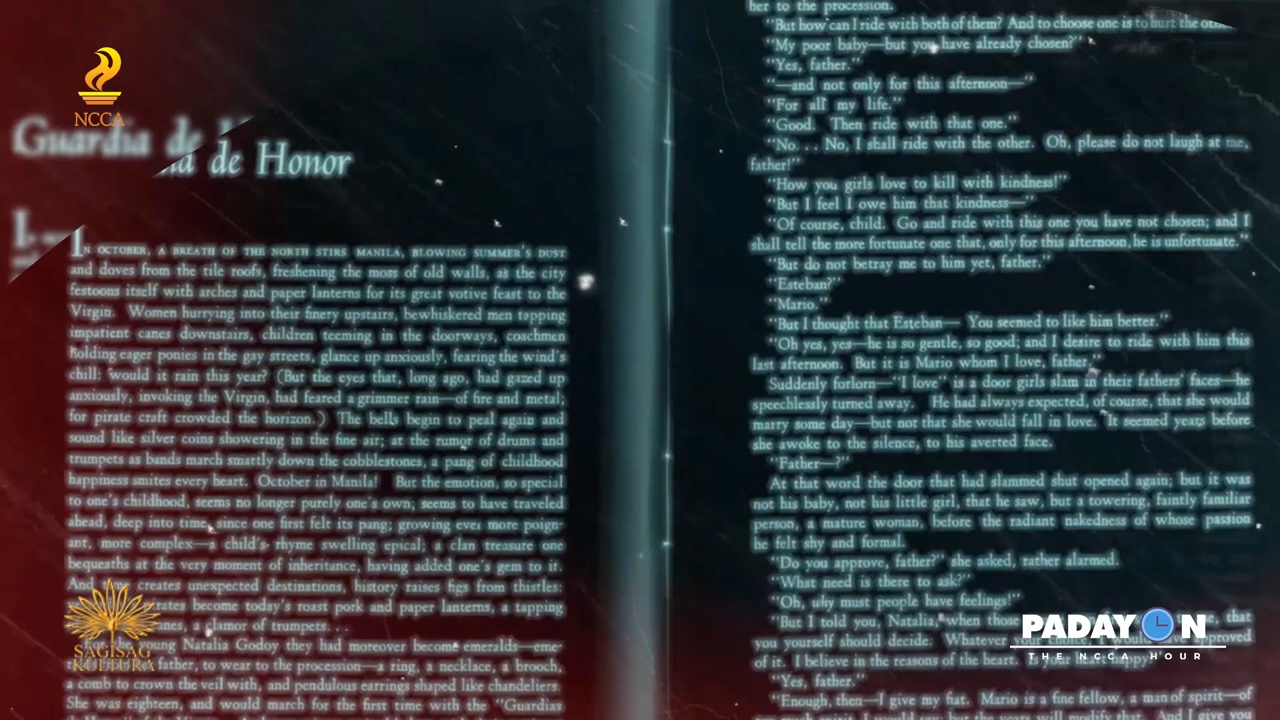 NCCA
Guardia de
ia de Honor
IN OCTOBER, A BREATH OF THE NORTH STIRS MANILA, BLOWING SUMMER'S DUST
and doves from the tile roofs, freshening the moss of old walls, as the city
festoons itself with arches and paper lanterns for its great votive feast to the
Virgin. Women hurrying into their finery upstairs, bewhiskered men tapping
impatient canes downstairs, children teeming in the doorways, coachmen
holding eager ponies in the gay streets, glance up anxiously, fearing the wind's
chill: would it rain this year? (But the eyes that, long ago, had gazed up
anxiously, invoking the Virgin, had feared a grimmer rain—of fire and metal;
for pirate craft crowded the horizon.) The bells begin to peal again and
sound like silver coins showering in the fine air; at the rumor of drums and
trumpets as bands march smartly down the cobblestones, a pang of childhood
happiness smites every heart. October in Manila! But the emotion, so special
to one's childhood, seems no longer purely one's own; seems to have traveled
ahead, deep into time, since one first felt its pang; growing ever more poign-
ant, more complex—a child's rhyme swelling epical; a clan treasure one
bequeaths at the very moment of inheritance, having added one's gem to it.
And creates unexpected destinations, history raises figs from thistles:
rates become today's roast pork and paper lanterns, a tapping
nes, a clamor of trumpets. . .
For the young Natalia Godoy they had moreover become emeralds—eme-
father, to wear to the procession—a ring, a necklace, a brooch,
a comb to crown the veil with, and pendulous earrings shaped like chandeliers.
She was eighteen, and would march for the first time with the "Guardias
SAGISAG
KULTURA
her to the procession.
"But how can I ride with both of them? And to choose one is to hurt the
"My poor baby—but you have already chosen?"
"Yes, father."
"—and not only for this afternoon—"
"For all my life."
"Good. Then ride with that one."
"No. . . No, I shall ride with the other. Oh, please do not laugh at me,
father!"
"How you girls love to kill with kindness!"
"But I feel I owe him that kindness—"
"Of course, child. Go and ride with this one you have not chosen; and I
shall tell the more fortunate one that, only for this afternoon, he is unfortunate."
"But do not betray me to him yet, father."
"Esteban?"
"Mario."
"But I thought that Esteban— You seemed to like him better."
"Oh yes, yes—he is so gentle, so good; and I desire to ride with him this
last afternoon. But it is Mario whom I love, father."
Suddenly forlorn—"I love" is a door girls slam in their fathers' faces—he
speechlessly turned away. He had always expected, of course, that she would
marry some day—but not that she would fall in love. It seemed years before
she awoke to the silence, to his averted face.
"Father—?"
At that word the door that had slammed shut opened again; but it was
not his baby, not his little girl, that he saw, but a towering, faintly familiar
person, a mature woman, before the radiant nakedness of whose passion
he felt shy and formal.
"Do you approve, father?" she asked, rather alarmed.
"What need is there to ask?"
"Oh, why must people have feelings!"
"But I told you, Natalia, when those that
you yourself should decide. Whatever your choice, I would have approved
of it. I believe in the reasons of the heart. Are you happy?"
"Yes, father."
"Enough, then—I give my fiat. Mario is a fine fellow, a man of spirit—of
PADAYON
THE NCCA HOUR